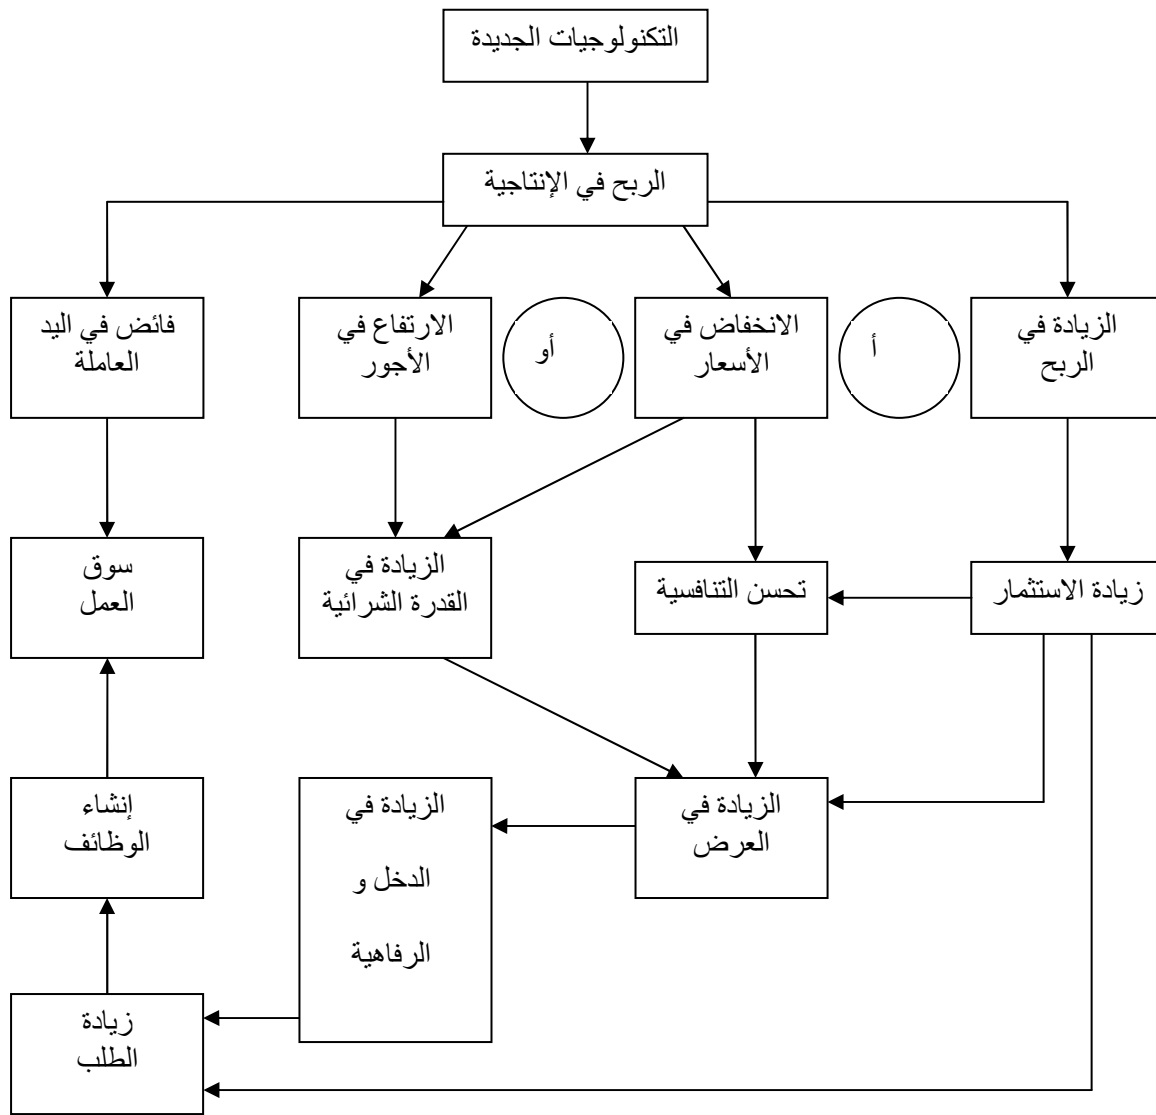 التكنولوجيات الجديدة
الربح في الإنتاجية
الزيادة في
الربح
أ
الانخفاض في
الأسعار
أو
الارتفاع في
الأجور
فائض في اليد
العاملة
زيادة الاستثمار
تحسن التنافسية
الزيادة في
القدرة الشرائية
سوق
العمل
الزيادة في
العرض
الزيادة في
الدخل و
الرفاهية
إنشاء
الوظائف
زيادة
الطلب